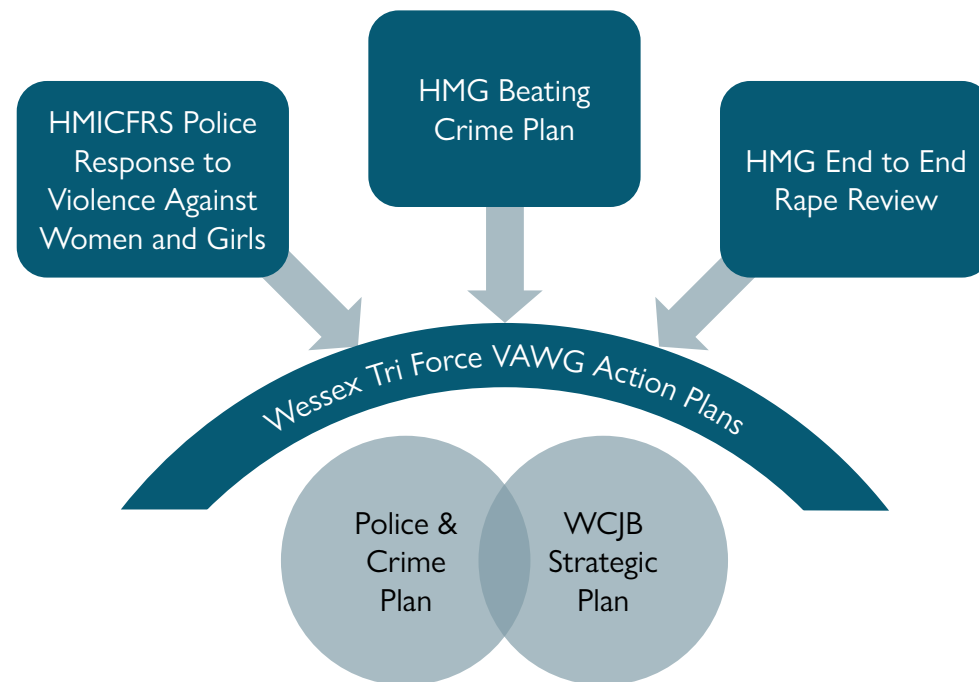 HMICFRS Police
Response to
Violence Against
Women and Girls
HMG Beating
Crime Plan
HMG End to End
Rape Review
Wessex Tri Force VAWG Action Plans
Police &
Crime
Plan
WCJB
Strategic
Plan